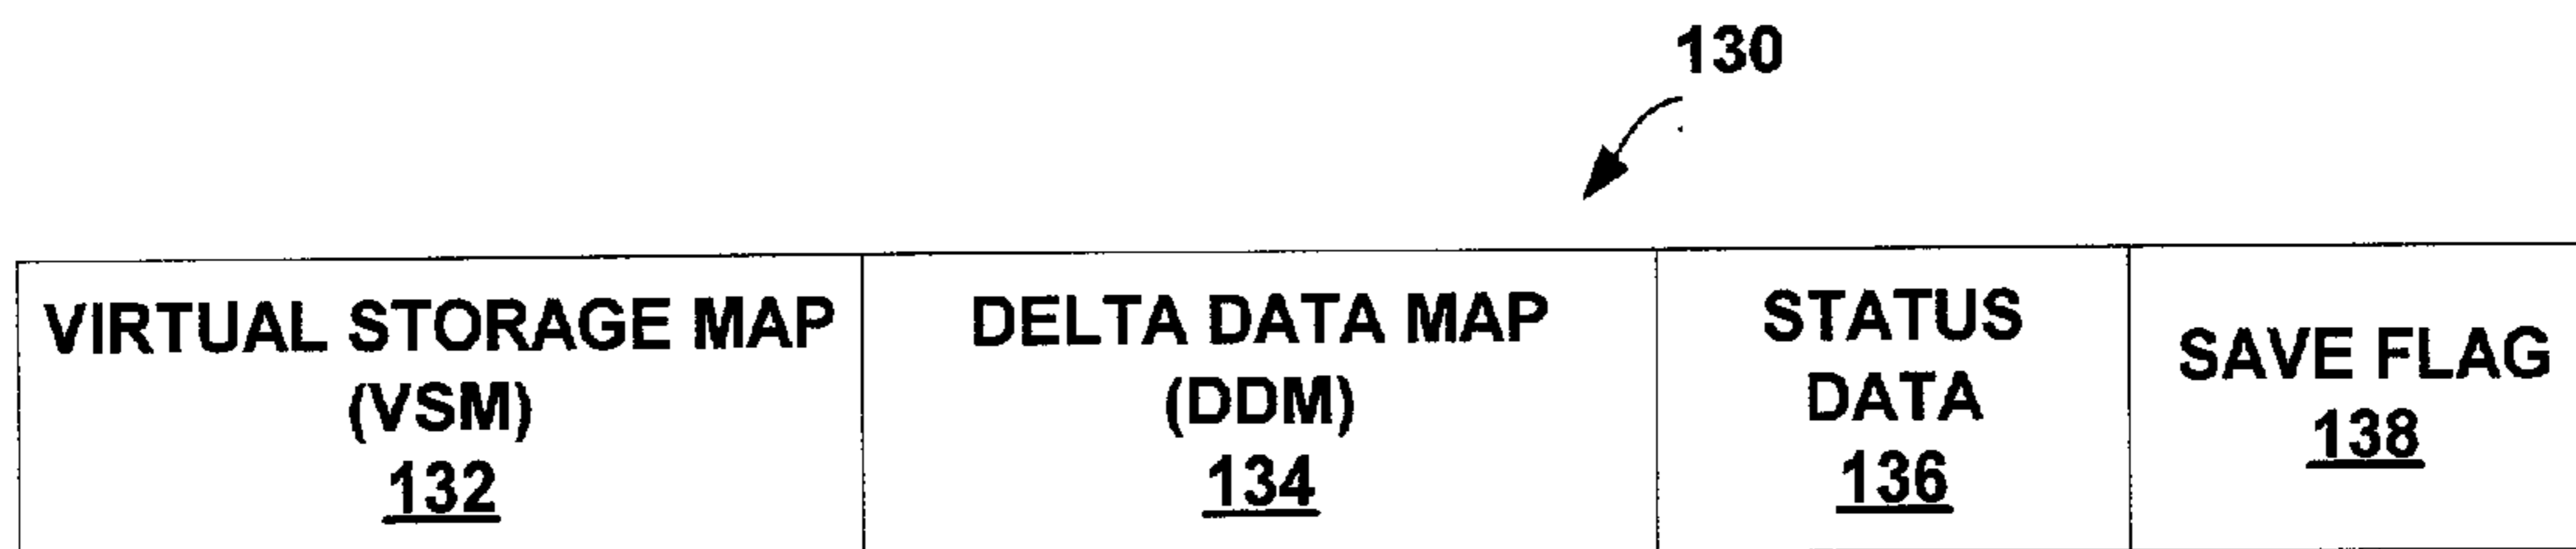 130
VIRTUAL STORAGE MAP
(VSM)
132
DELTA DATA MAP
(DDM)
134
STATUS
DATA
136
SAVE FLAG
138